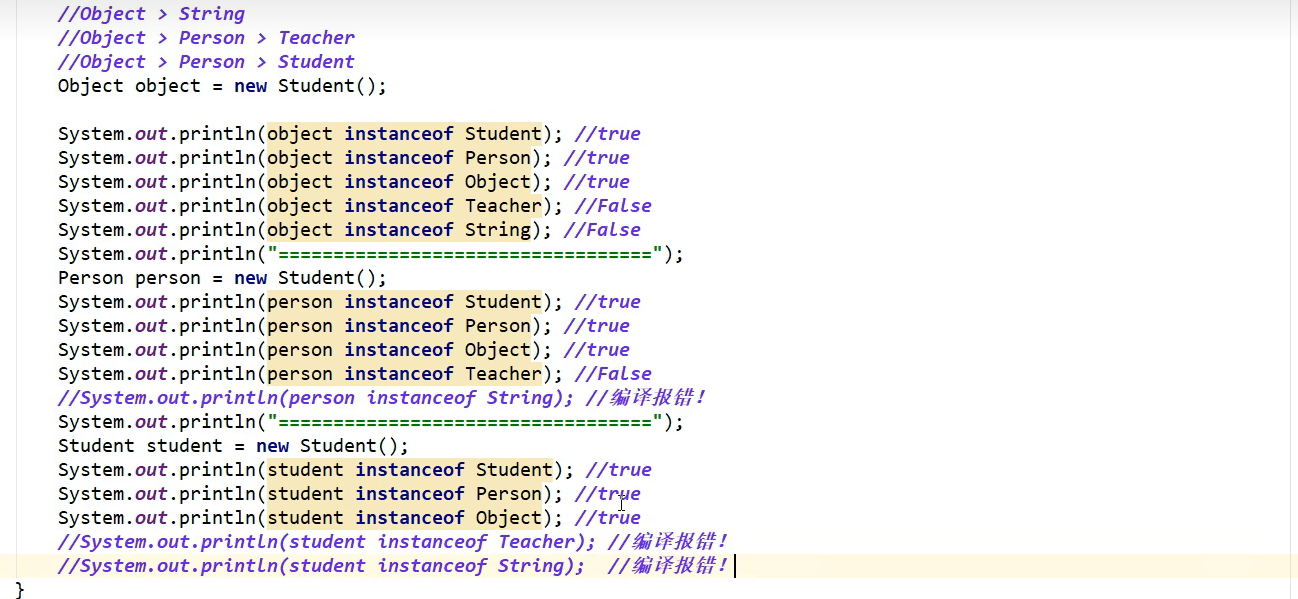 //Object > String
//Object > Person > Teacher
//Object > Person > Student
Object object = new Student();
System.out.println(object instanceof Student); //true
System.out.println(object instanceof Person); //true
System.out.println(object instanceof Object); //true
System.out.println(object instanceof Teacher); //False
System.out.println(object instanceof String); //False
System.out.println("==================================");
Person person = new Student();
System.out.println(person instanceof Student); //true
System.out.println(person instanceof Person); //true
System.out.println(person instanceof Object); //true
System.out.println(person instanceof Teacher); //False
//System.out.println(person instanceof String); //编译报错!
System.out.println("==================================");
Student student = new Student();
System.out.println(student instanceof Student); //true
System.out.println(student instanceof Person); //true
System.out.println(student instanceof Object); //true
//System.out.println(student instanceof Teacher); //编译报错!
//System.out.println(student instanceof String);  //编译报错!
}